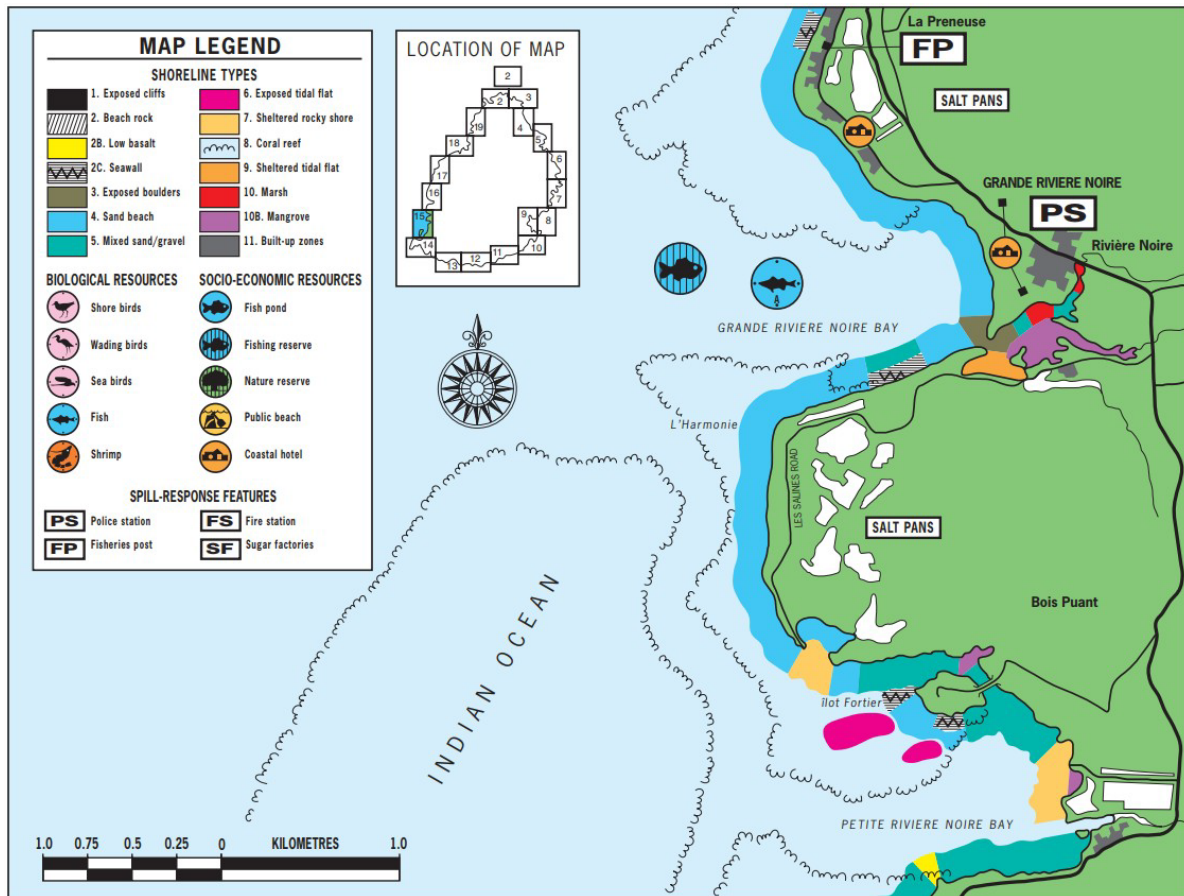 MAP LEGEND
SHORELINE TYPES
1. Exposed cliffs
2. Beach rock
2B. Low basalt
2C. Seawall
3. Exposed boulders
4. Sand beach
5. Mixed sand/gravel
6. Exposed tidal flat
7. Sheltered rocky shore
8. Coral reef
9. Sheltered tidal flat
10. Marsh
10B. Mangrove
11. Built-up zones
BIOLOGICAL RESOURCES
Shore birds
Wading birds
Sea birds
Fish
Shrimp
SOCIO-ECONOMIC RESOURCES
Fish pond
Fishing reserve
Nature reserve
Public beach
Coastal hotel
SPILL-RESPONSE FEATURES
PS Police station
FP Fisheries post
FS Fire station
SF Sugar factories
LOCATION OF MAP
2
2
3
19
4
18
5
6
17
7
16
15
9
8
14
10
11
13
12
La Preneuse
FP
SALT PANS
GRANDE RIVIERE NOIRE
PS
Rivière Noire
A
GRANDE RIVIERE NOIRE BAY
L'Harmonie
LES SALINES ROAD
SALT PANS
Bois Puant
INDIAN OCEAN
îlot Fortier
PETITE RIVIERE NOIRE BAY
1.0 0.75 0.5 0.25 0 KILOMETRES 1.0